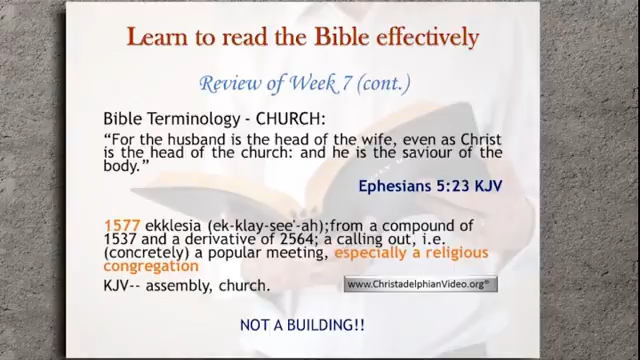 Learn to read the Bible effectively
Review of Week 7 (cont.)
Bible Terminology - CHURCH:
“For the husband is the head of the wife, even as Christ
is the head of the church: and he is the saviour of the
body.”
Ephesians 5:23 KJV
1577 ekklesia (ek-klay-see'-ah);from a compound of
1537 and a derivative of 2564; a calling out, i.e.
(concretely) a popular meeting, especially a religious
congregation
KJV-- assembly, church.
www.ChristadelphianVideo.org®
NOT A BUILDING!!